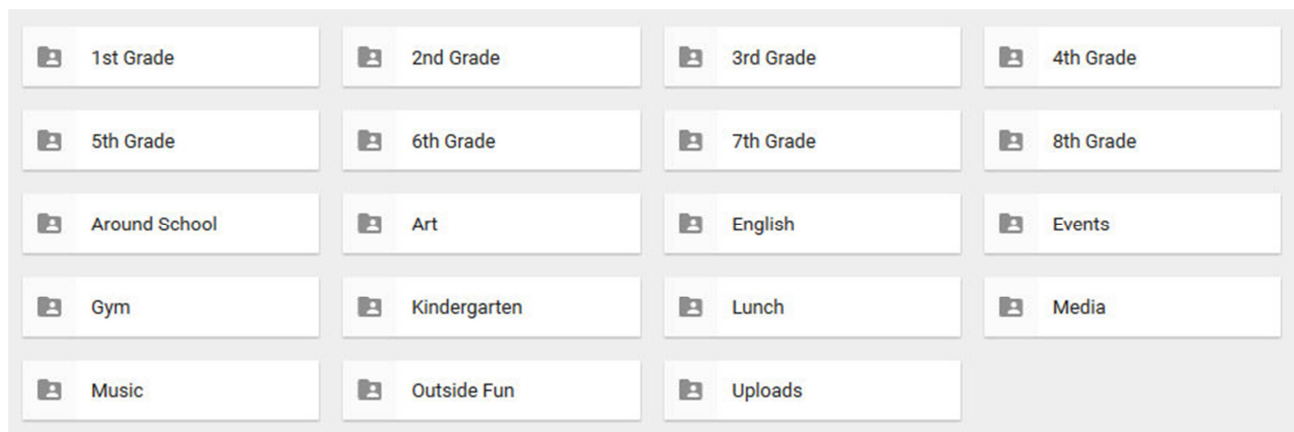 1st Grade
2nd Grade
3rd Grade
4th Grade
5th Grade
6th Grade
7th Grade
8th Grade
Around School
Art
English
Events
Gym
Kindergarten
Lunch
Media
Music
Outside Fun
Uploads